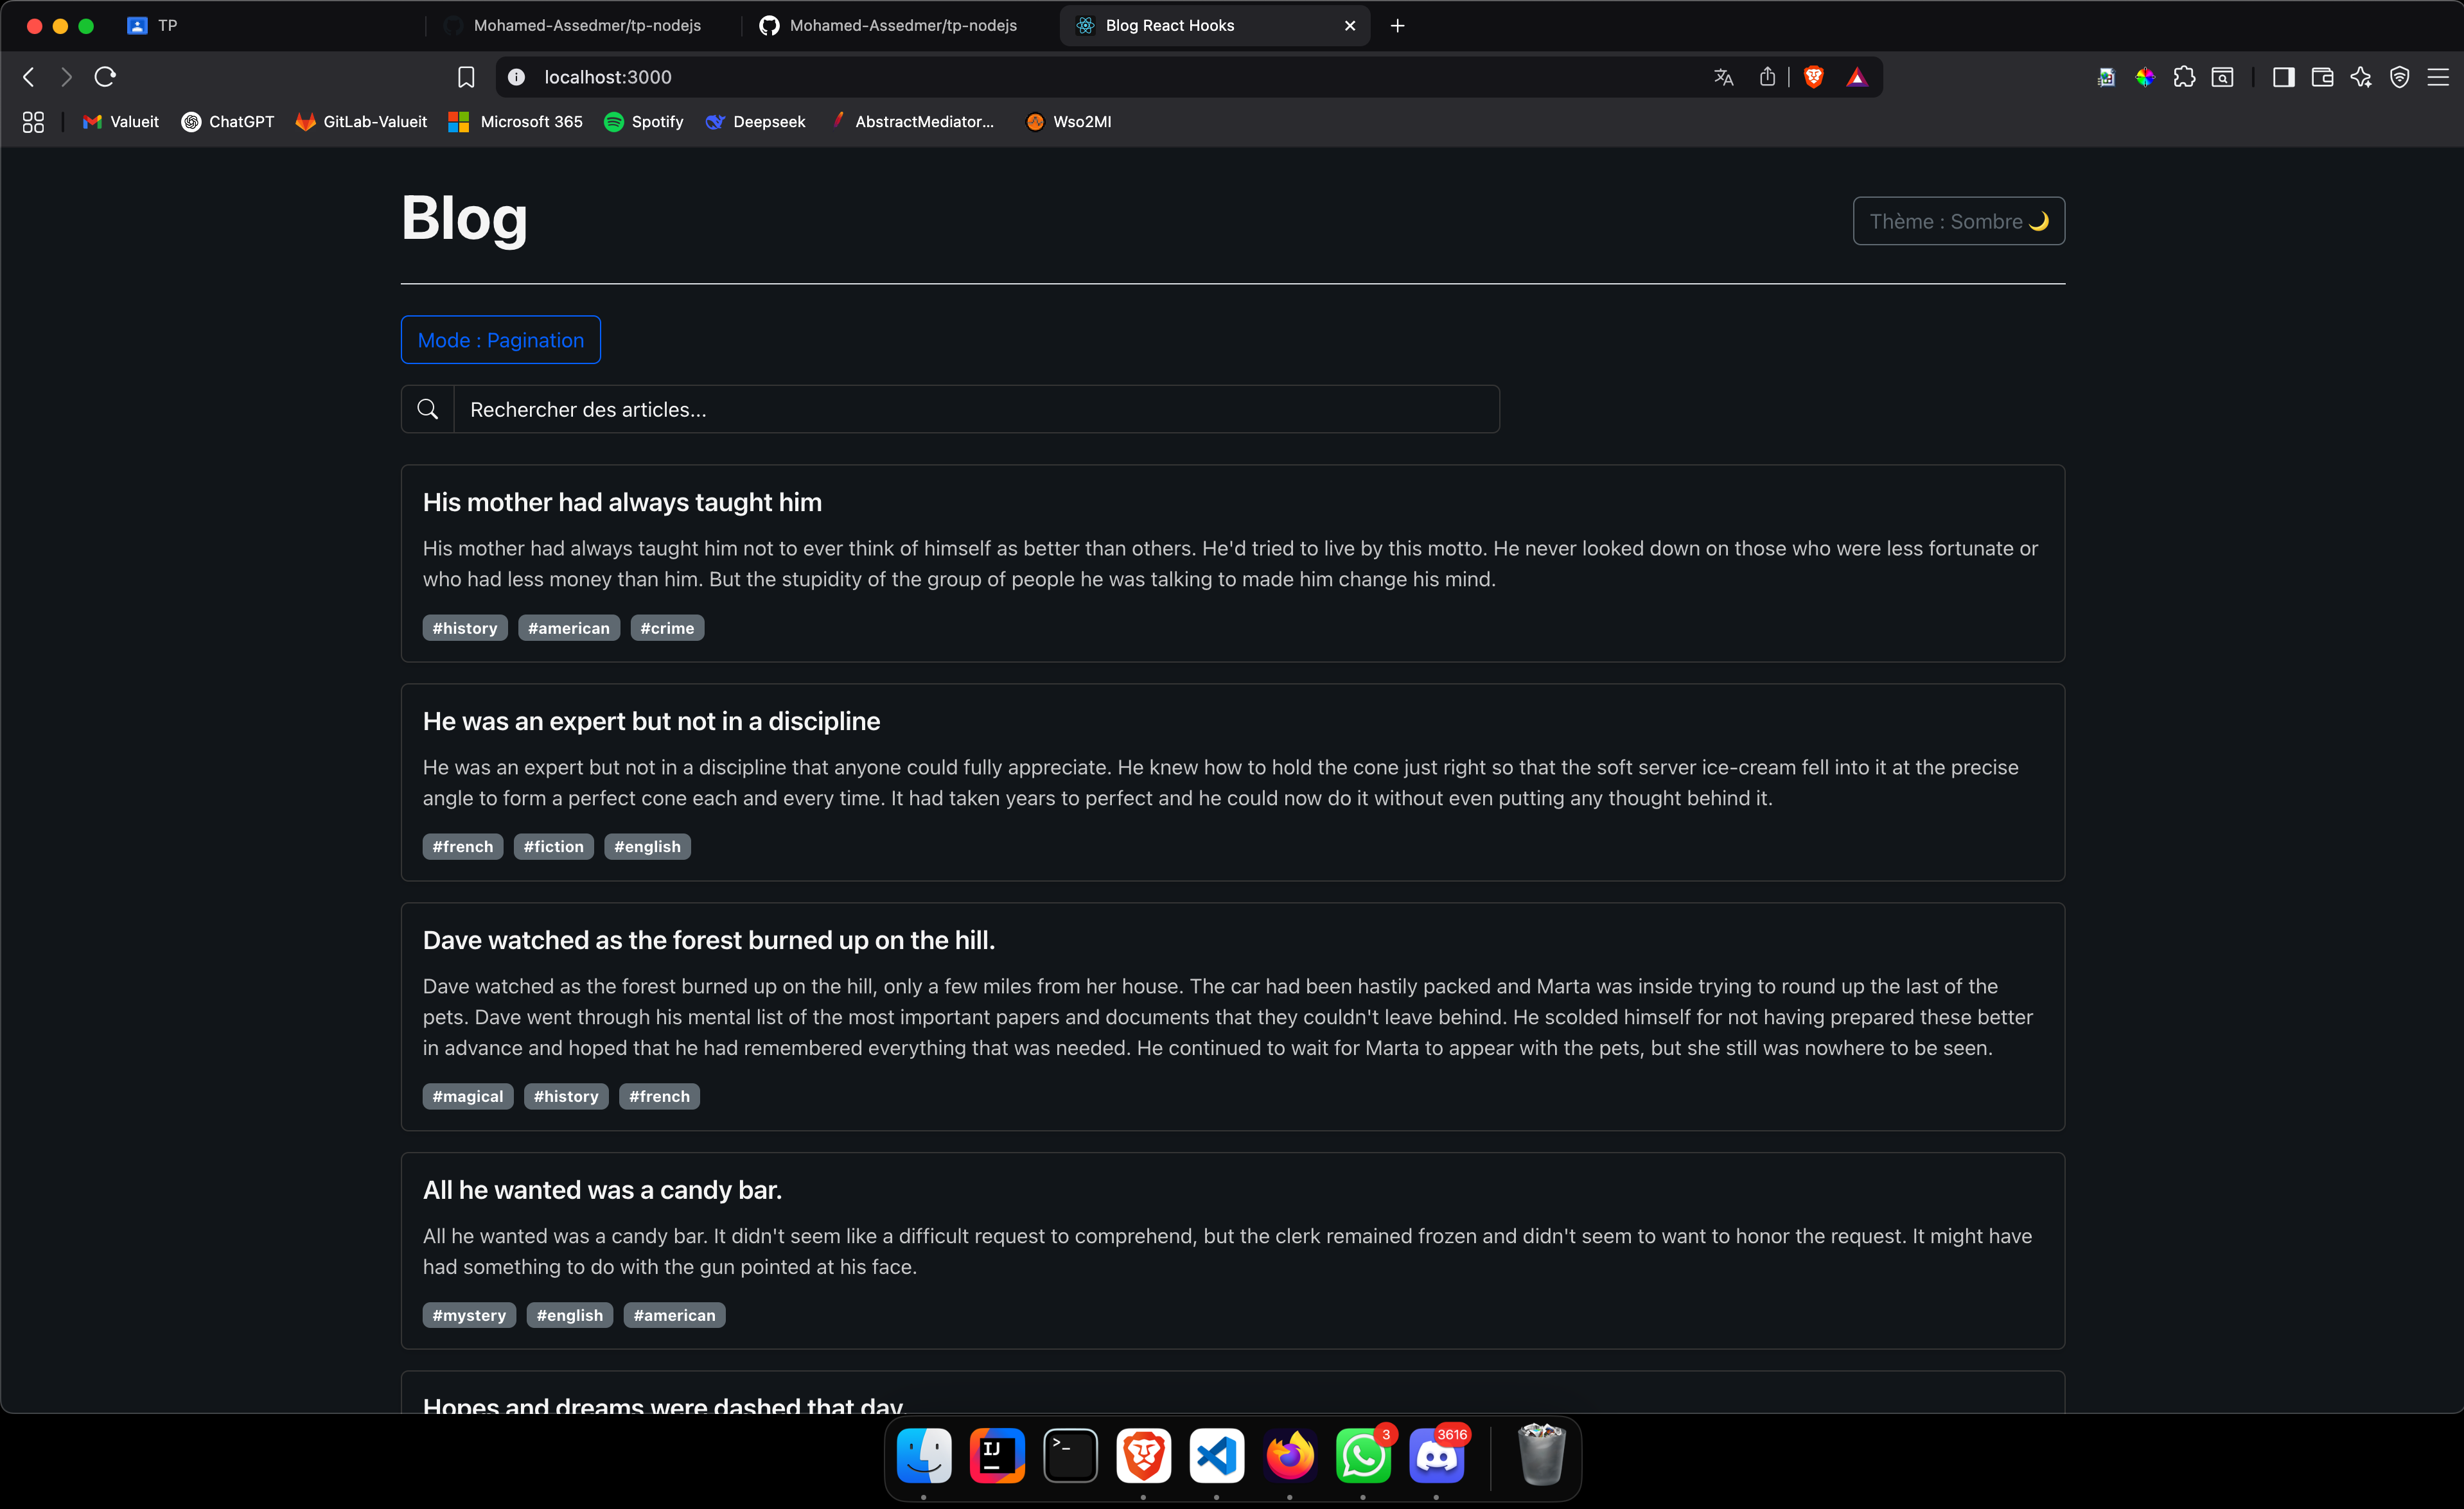 TP
Mohamed-Assedmer/tp-nodejs
Mohamed-Assedmer/tp-nodejs
Blog React Hooks
localhost:3000
Valueit
ChatGPT
GitLab-Valueit
Microsoft 365
Spotify
Deepseek
AbstractMediator...
Wso2MI
Blog
Thème : Sombre 🌙
Mode : Pagination
Rechercher des articles...
His mother had always taught him
His mother had always taught him not to ever think of himself as better than others. He'd tried to live by this motto. He never looked down on those who were less fortunate or
who had less money than him. But the stupidity of the group of people he was talking to made him change his mind.
#history #american #crime
He was an expert but not in a discipline
He was an expert but not in a discipline that anyone could fully appreciate. He knew how to hold the cone just right so that the soft server ice-cream fell into it at the precise
angle to form a perfect cone each and every time. It had taken years to perfect and he could now do it without even putting any thought behind it.
#french #fiction #english
Dave watched as the forest burned up on the hill.
Dave watched as the forest burned up on the hill, only a few miles from her house. The car had been hastily packed and Marta was inside trying to round up the last of the
pets. Dave went through his mental list of the most important papers and documents that they couldn't leave behind. He scolded himself for not having prepared these better
in advance and hoped that he had remembered everything that was needed. He continued to wait for Marta to appear with the pets, but she still was nowhere to be seen.
#magical #history #french
All he wanted was a candy bar.
All he wanted was a candy bar. It didn't seem like a difficult request to comprehend, but the clerk remained frozen and didn't seem to want to honor the request. It might have
had something to do with the gun pointed at his face.
#mystery #english #american
Hopes and dreams were dashed that day.
IJ
>_
3
3616